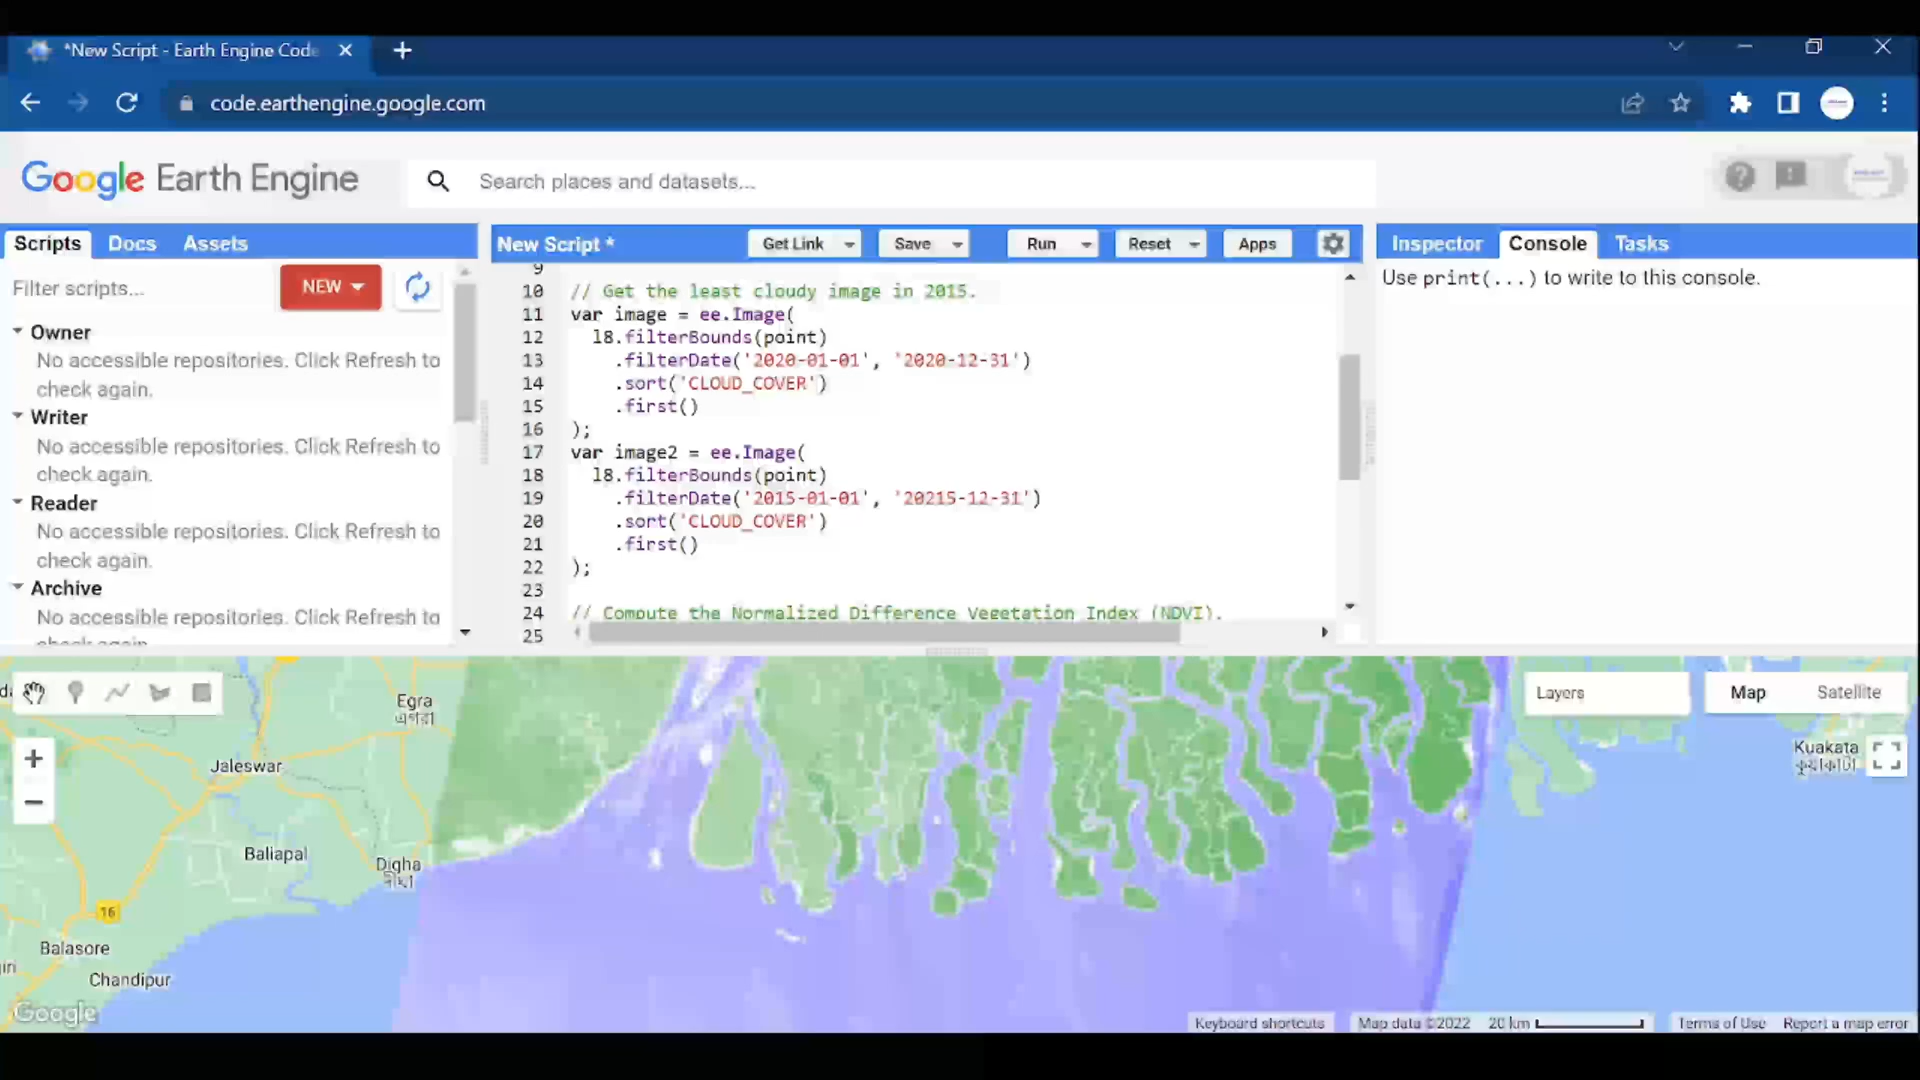 *New Script - Earth Engine Code
code.earthengine.google.com
Google Earth Engine
Search places and datasets...
Scripts Docs Assets
Filter scripts...
NEW
Owner
No accessible repositories. Click Refresh to
check again.
Writer
No accessible repositories. Click Refresh to
check again.
Reader
No accessible repositories. Click Refresh to
check again.
Archive
No accessible repositories. Click Refresh to
check again.
New Script *
Get Link Save Run Reset Apps
9
10 // Get the least cloudy image in 2015.
11 var image = ee.Image(
12 l8.filterBounds(point)
13 .filterDate('2020-01-01', '2020-12-31')
14 .sort('CLOUD_COVER')
15 .first()
16 );
17 var image2 = ee.Image(
18 l8.filterBounds(point)
19 .filterDate('2015-01-01', '20215-12-31')
20 .sort('CLOUD_COVER')
21 .first()
22 );
23
24 // Compute the Normalized Difference Vegetation Index (NDVI).
25
Inspector Console Tasks
Use print(...) to write to this console.
Layers
Map Satellite
Egra
এগরা
Jaleswar
Baliapal
Digha
দীঘা
16
Balasore
Chandipur
Kuakata
কুয়াকাটা
Google
Keyboard shortcuts
Map data ©2022
20 km
Terms of Use
Report a map error